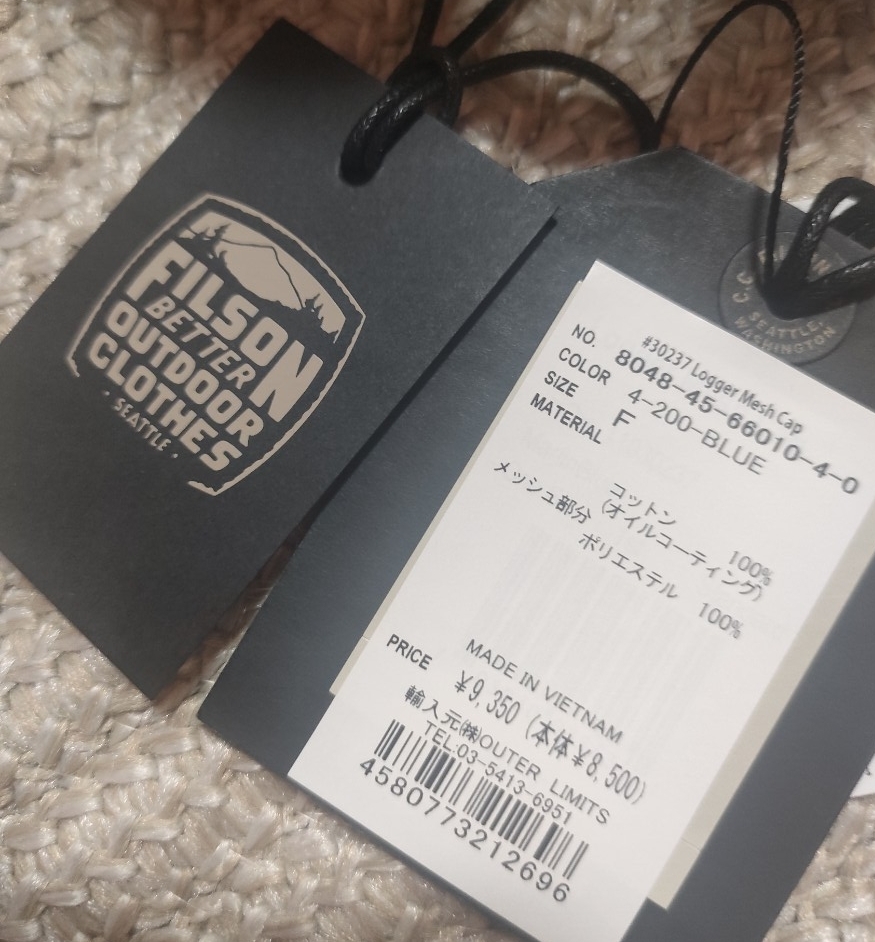 FILSON
BETTER
OUTDOOR
CLOTHES
· SEATTLE ·
SEATTLE,
WASHINGTON
#30237 Logger Mesh Cap
NO. 8048-45-66010-4-0
COLOR 4-200-BLUE
SIZE F
MATERIAL
コットン 100%
(オイルコーティング)
メッシュ部分
ポリエステル 100%
MADE IN VIETNAM
PRICE ¥9,350 (本体¥8,500)
輸入元㈱OUTER LIMITS
TEL:03-5413-6951
4580773212696